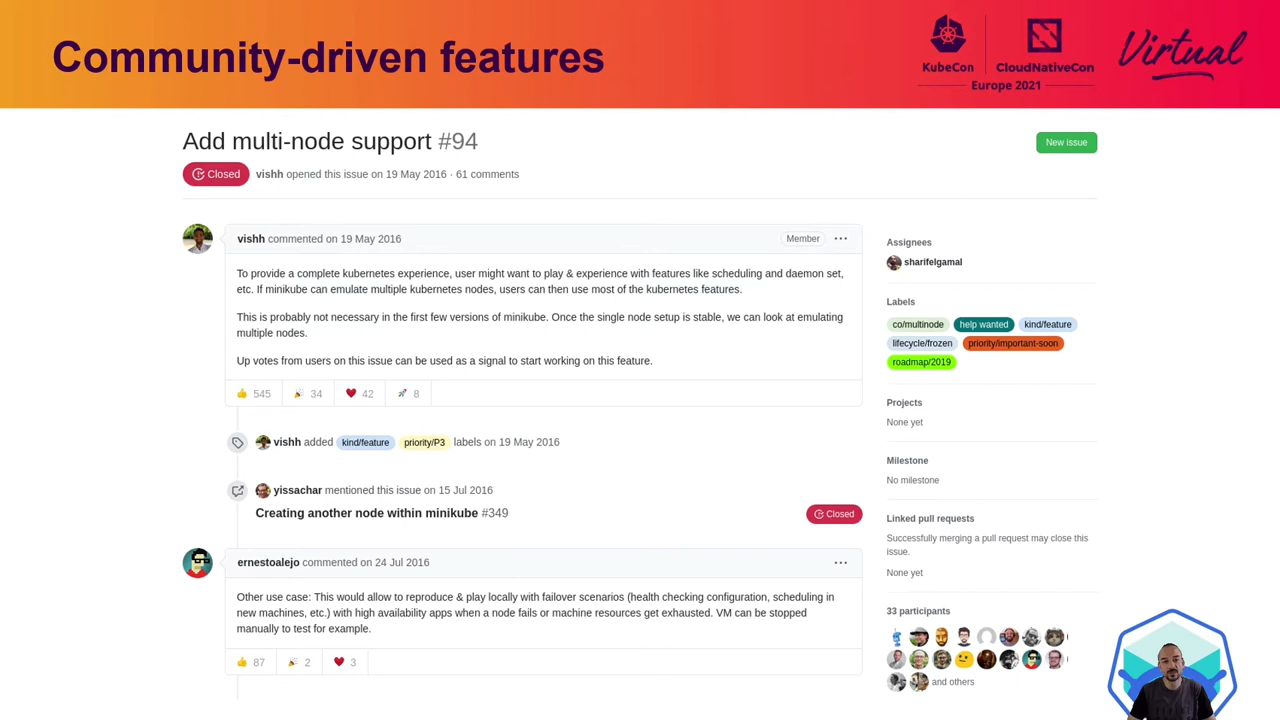 Community-driven features
KubeCon
CloudNativeCon
Europe 2021
Virtual
Add multi-node support #94
New issue
Closed
vishh opened this issue on 19 May 2016 · 61 comments
vishh commented on 19 May 2016
Member
To provide a complete kubernetes experience, user might want to play & experience with features like scheduling and daemon set,
etc. If minikube can emulate multiple kubernetes nodes, users can then use most of the kubernetes features.
This is probably not necessary in the first few versions of minikube. Once the single node setup is stable, we can look at emulating
multiple nodes.
Up votes from users on this issue can be used as a signal to start working on this feature.
545
34
42
8
vishh added kind/feature priority/P3 labels on 19 May 2016
yissachar mentioned this issue on 15 Jul 2016
Creating another node within minikube #349
Closed
ernestoalejo commented on 24 Jul 2016
Other use case: This would allow to reproduce & play locally with failover scenarios (health checking configuration, scheduling in
new machines, etc.) with high availability apps when a node fails or machine resources get exhausted. VM can be stopped
manually to test for example.
87
2
3
Assignees
sharifelgamal
Labels
co/multinode help wanted kind/feature
lifecycle/frozen priority/important-soon
roadmap/2019
Projects
None yet
Milestone
No milestone
Linked pull requests
Successfully merging a pull request may close this
issue.
None yet
33 participants
and others